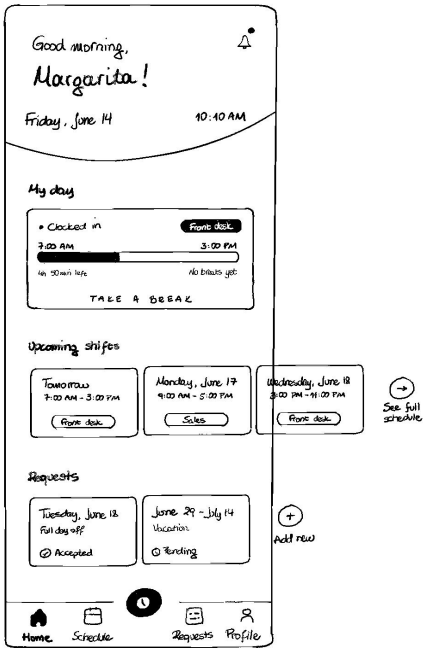 Good morning,
Margarita!
Friday, June 14 10:10 AM
My day
• Clocked in Front desk
7:00 AM 3:00 PM
4h 50min left No breaks yet
TAKE A BREAK
Upcoming shifts
Tomorrow
7:00 AM - 3:00 PM
Front desk
Monday, June 17
9:00 AM - 5:00 PM
Sales
Wednesday, June 18
3:00 PM - 11:00 PM
Front desk
See full
schedule
Requests
Tuesday, June 18
Full day off
Accepted
June 29 - July 14
Vacation
Pending
Add new
Home Schedule Requests Profile